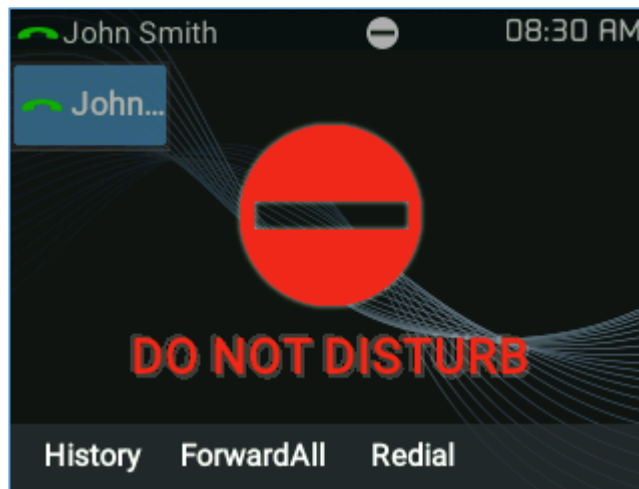 John Smith 08:30 AM
John...
DO NOT DISTURB
History ForwardAll Redial